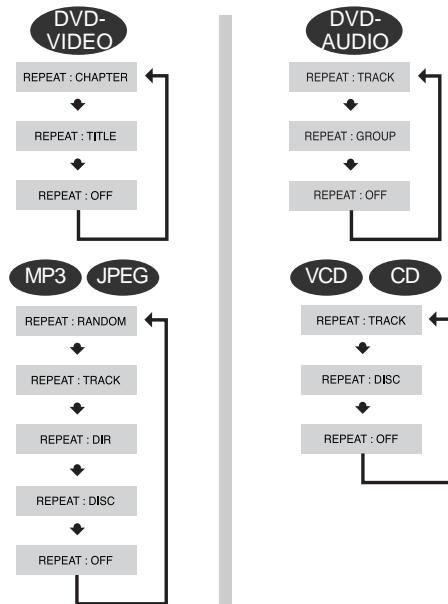 DVD-
VIDEO
REPEAT : CHAPTER
REPEAT : TITLE
REPEAT : OFF
DVD-
AUDIO
REPEAT : TRACK
REPEAT : GROUP
REPEAT : OFF
MP3 JPEG
REPEAT : RANDOM
REPEAT : TRACK
REPEAT : DIR
REPEAT : DISC
REPEAT : OFF
VCD CD
REPEAT : TRACK
REPEAT : DISC
REPEAT : OFF